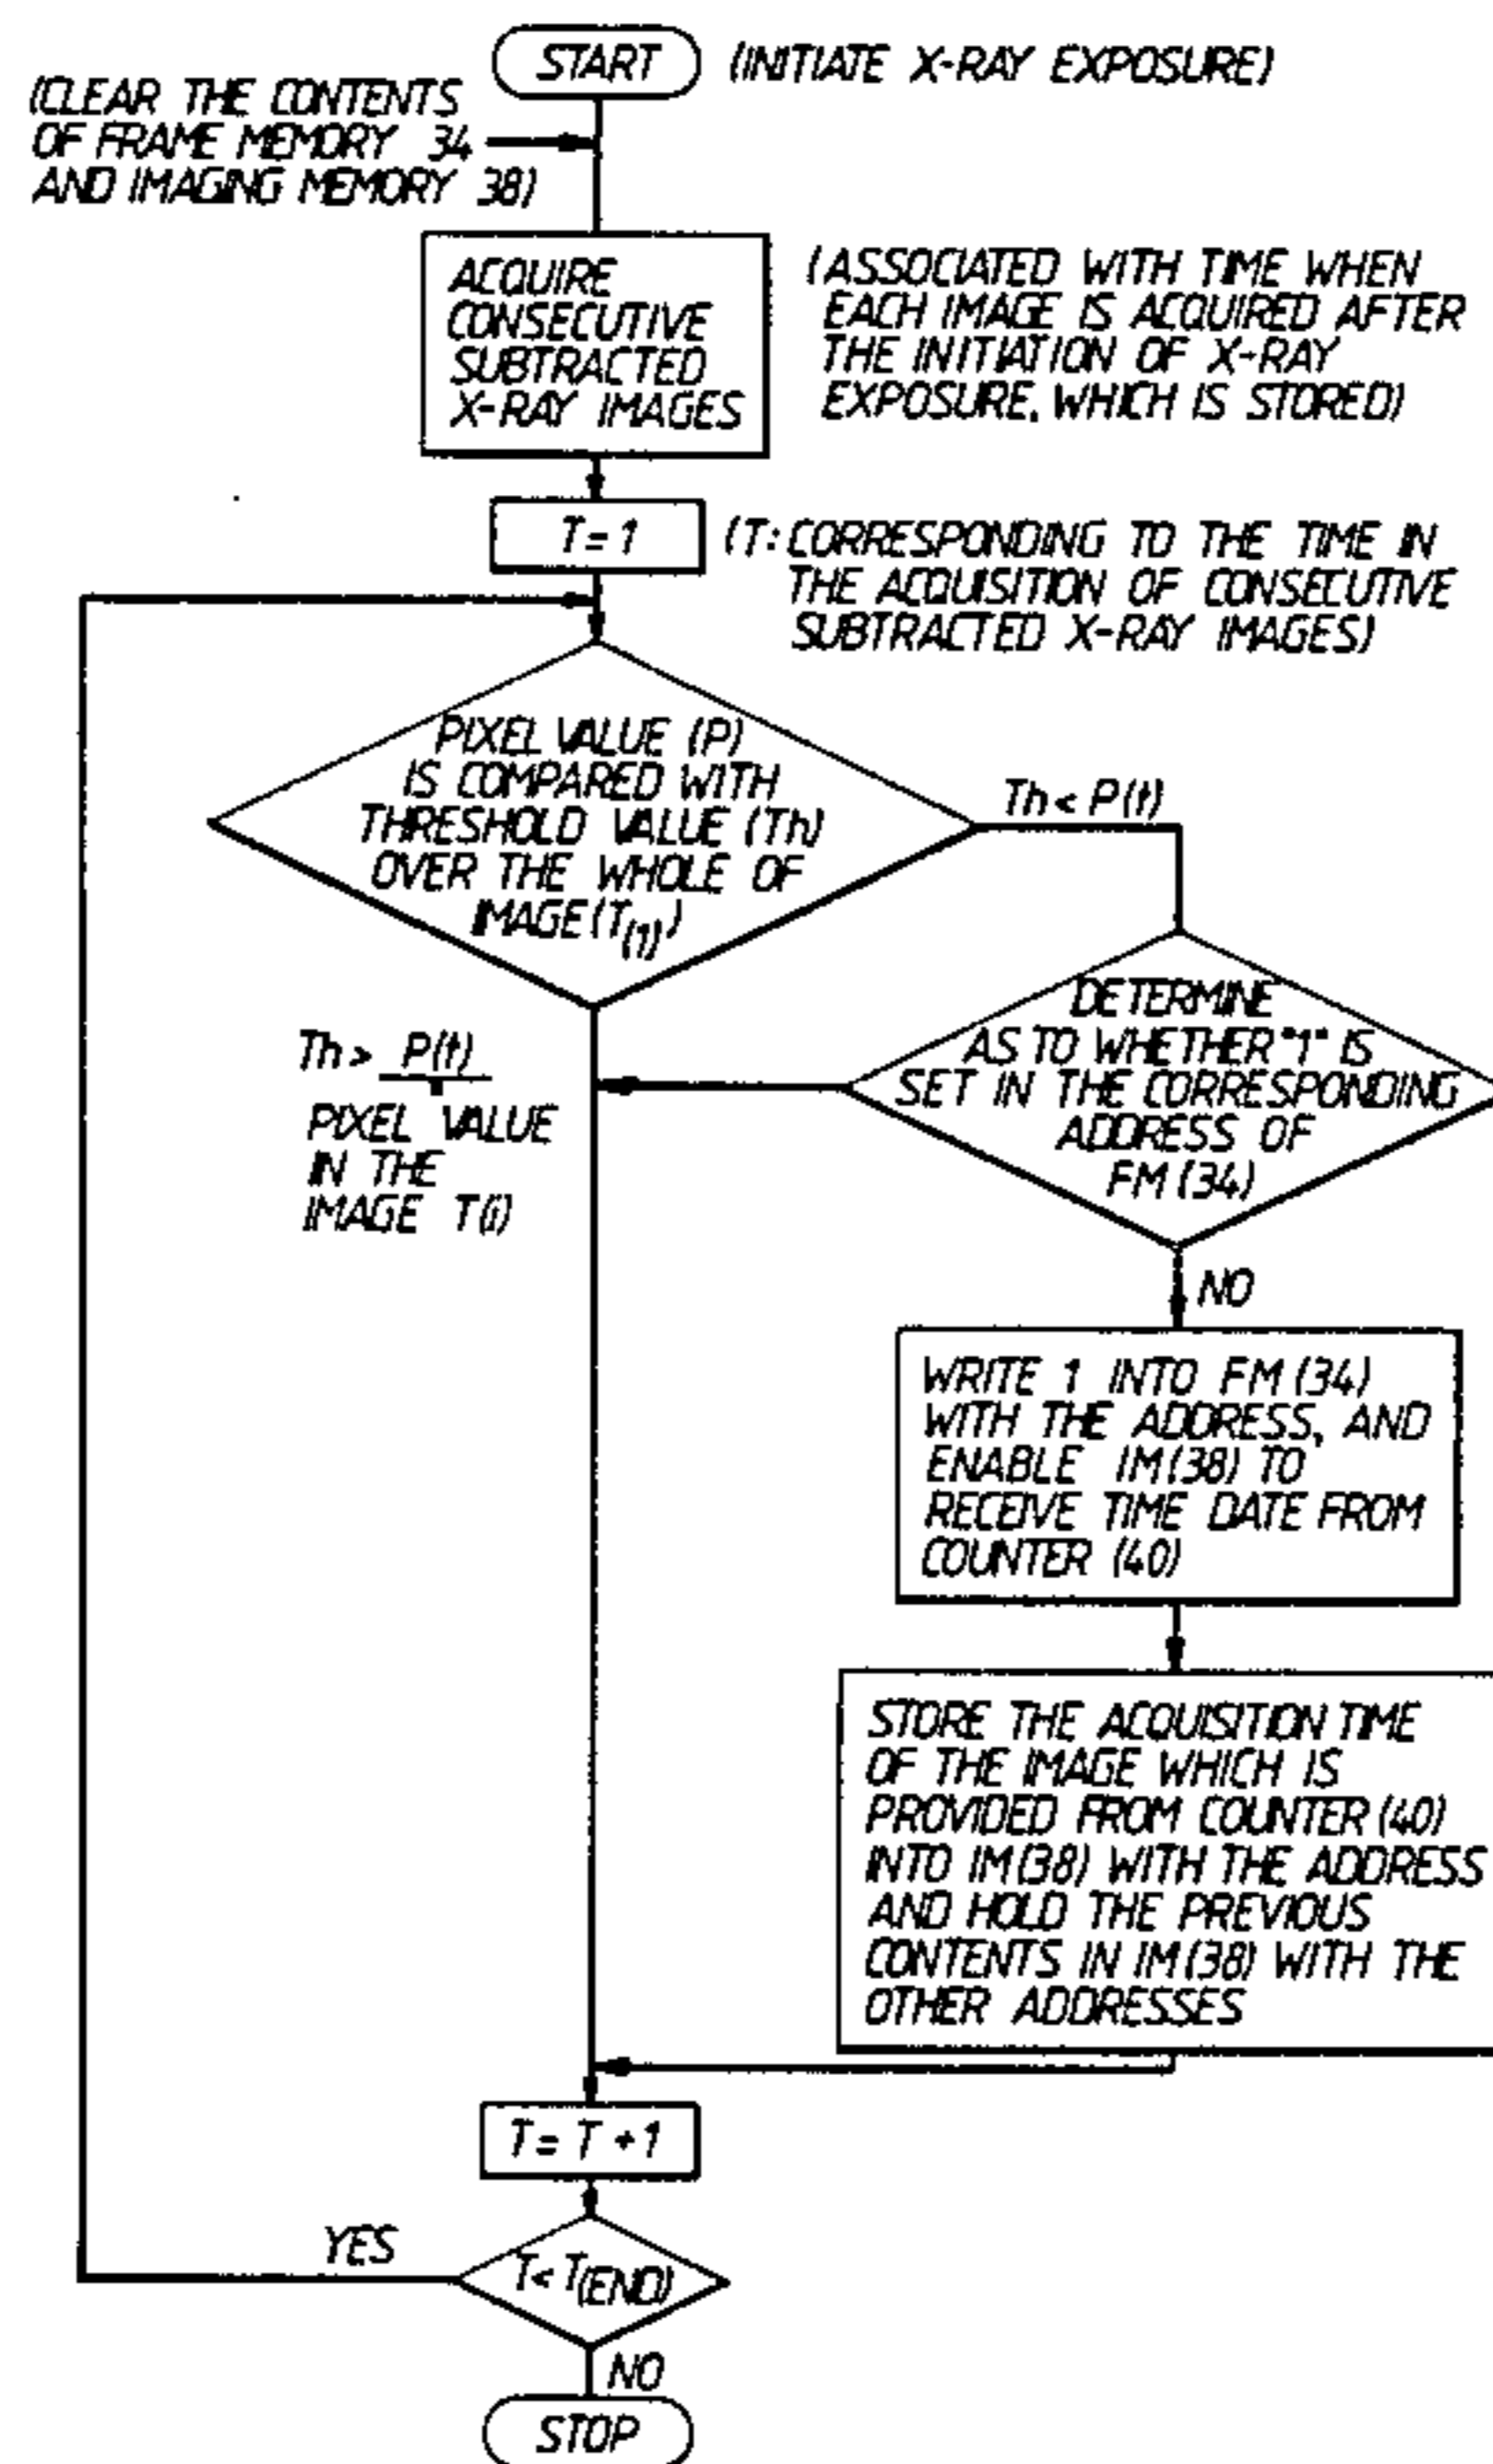 START (INITIATE X-RAY EXPOSURE)
(CLEAR THE CONTENTS
OF FRAME MEMORY 34
AND IMAGING MEMORY 38)
ACQUIRE
CONSECUTIVE
SUBTRACTED
X-RAY IMAGES
(ASSOCIATED WITH TIME WHEN
EACH IMAGE IS ACQUIRED AFTER
THE INITIATION OF X-RAY
EXPOSURE, WHICH IS STORED)
T=1
(T: CORRESPONDING TO THE TIME IN
THE ACQUISITION OF CONSECUTIVE
SUBTRACTED X-RAY IMAGES)
PIXEL VALUE (P)
IS COMPARED WITH
THRESHOLD VALUE (Th)
OVER THE WHOLE OF
IMAGE (T(1))
Th < P(t)
Th > P(t)
PIXEL VALUE
IN THE
IMAGE T(i)
DETERMINE
AS TO WHETHER "1" IS
SET IN THE CORRESPONDING
ADDRESS OF
FM (34)
NO
WRITE 1 INTO FM (34)
WITH THE ADDRESS, AND
ENABLE IM (38) TO
RECEIVE TIME DATE FROM
COUNTER (40)
STORE THE ACQUISITION TIME
OF THE IMAGE WHICH IS
PROVIDED FROM COUNTER (40)
INTO IM (38) WITH THE ADDRESS
AND HOLD THE PREVIOUS
CONTENTS IN IM (38) WITH THE
OTHER ADDRESSES
T = T + 1
YES
T < T(END)
NO
STOP